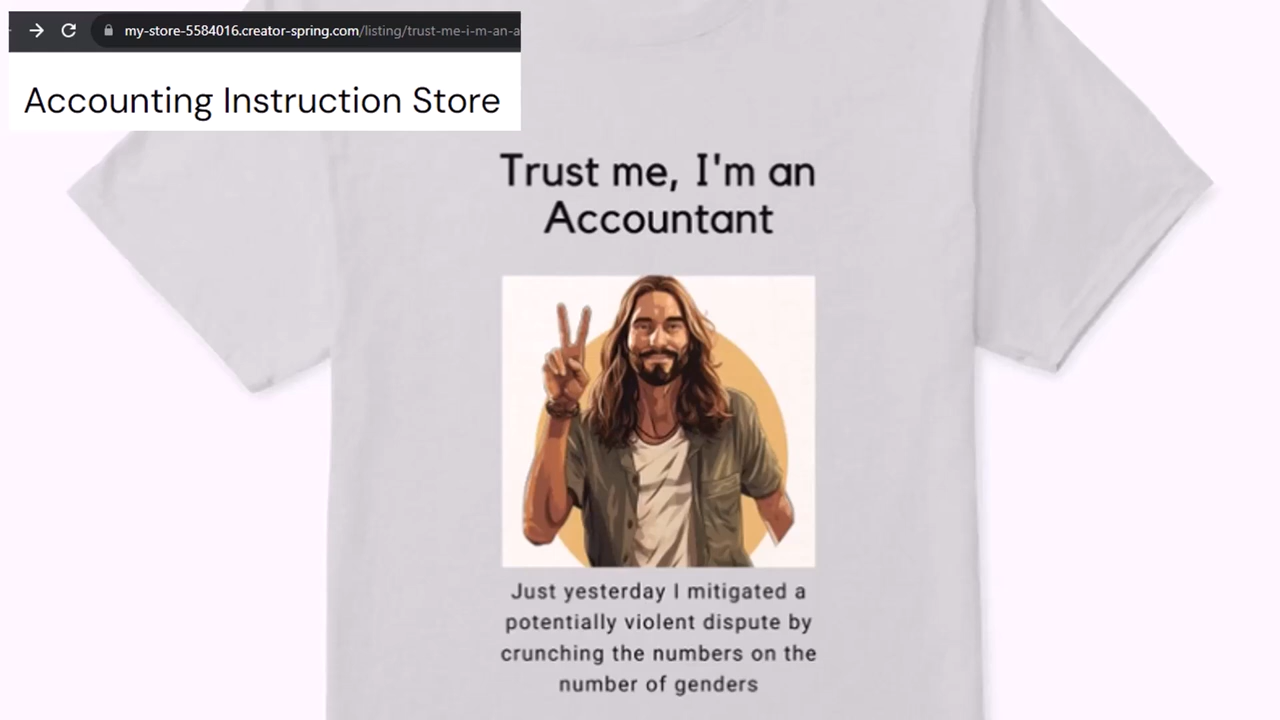 my-store-5584016.creator-spring.com/listing/trust-me-i-m-an-a
Accounting Instruction Store
Trust me, I'm an
Accountant
Just yesterday I mitigated a
potentially violent dispute by
crunching the numbers on the
number of genders